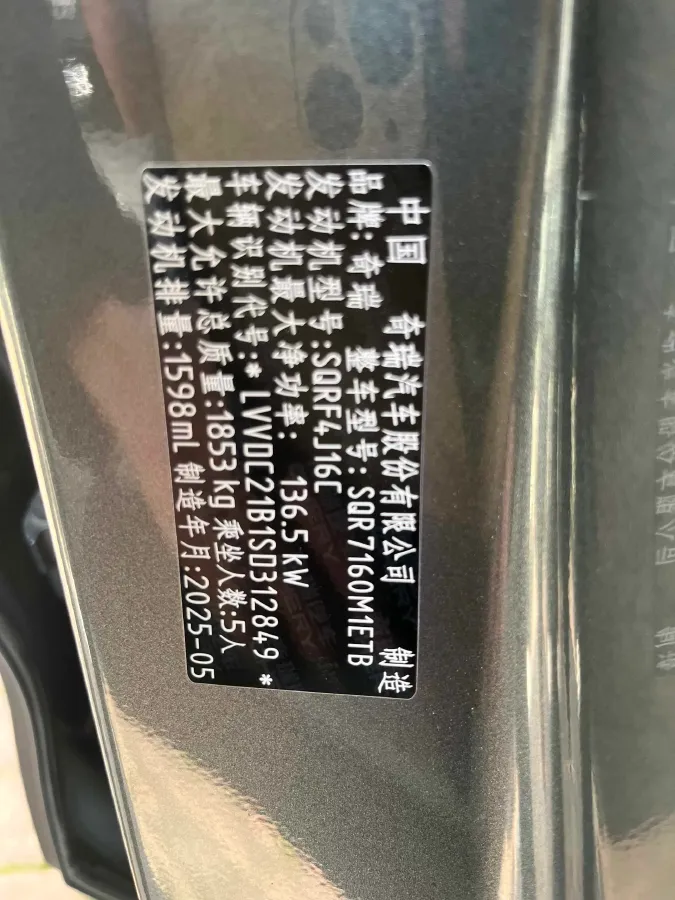 中国 奇瑞汽车股份有限公司 制造
品牌:奇瑞 整车型号:SQR7160M1ETB
发动机型号:SQRF4J16C
发动机最大净功率: 136.5 kW
车辆识别代号:* LVVDC21B1SD312849 *
最大允许总质量:1853 kg 乘坐人数:5人
发动机排量:1598mL 制造年月:2025-05